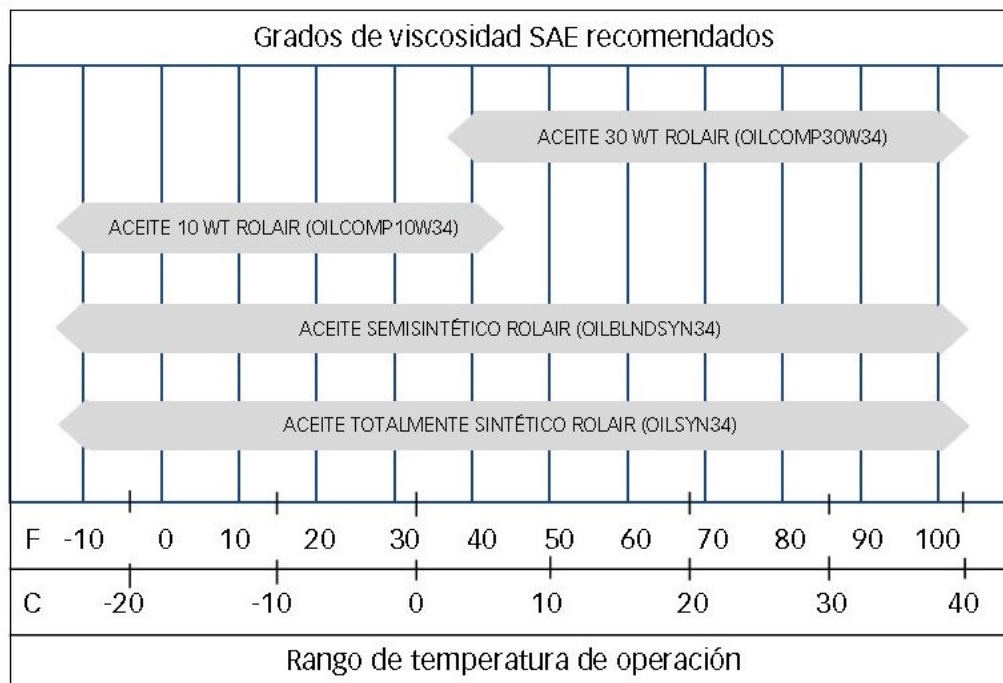 Grados de viscosidad SAE recomendados
ACEITE 30 WT ROLAIR (OILCOMP30W34)
ACEITE 10 WT ROLAIR (OILCOMP10W34)
ACEITE SEMISINTÉTICO ROLAIR (OILBLNDSYN34)
ACEITE TOTALMENTE SINTÉTICO ROLAIR (OILSYN34)
F -10 0 10 20 30 40 50 60 70 80 90 100
C -20 -10 0 10 20 30 40
Rango de temperatura de operación